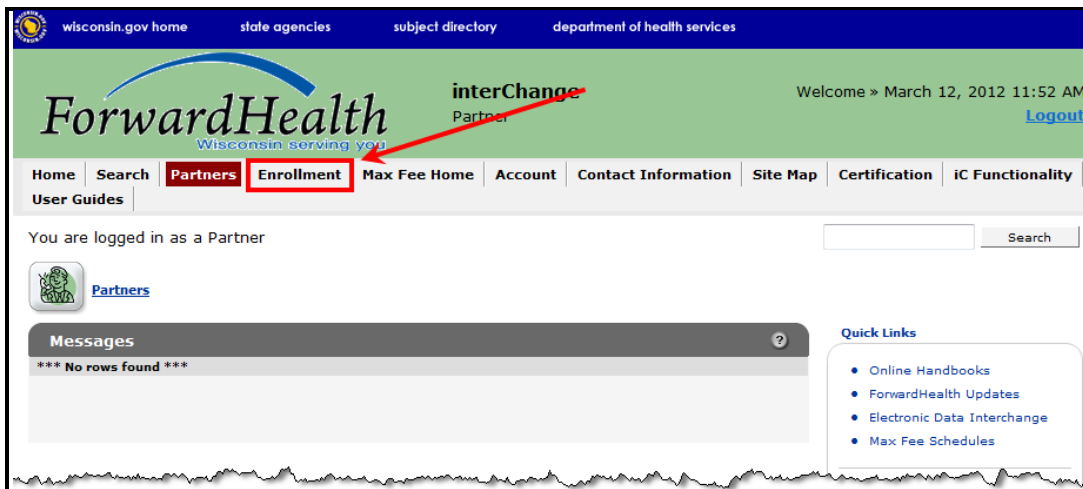 wisconsin.gov home state agencies subject directory department of health services
ForwardHealth
Wisconsin serving you
interChange
Partner
Welcome » March 12, 2012 11:52 AM
Logout
Home Search Partners Enrollment Max Fee Home Account Contact Information Site Map Certification iC Functionality
User Guides
You are logged in as a Partner
Search
Partners
Messages ?
*** No rows found ***
Quick Links
• Online Handbooks
• ForwardHealth Updates
• Electronic Data Interchange
• Max Fee Schedules